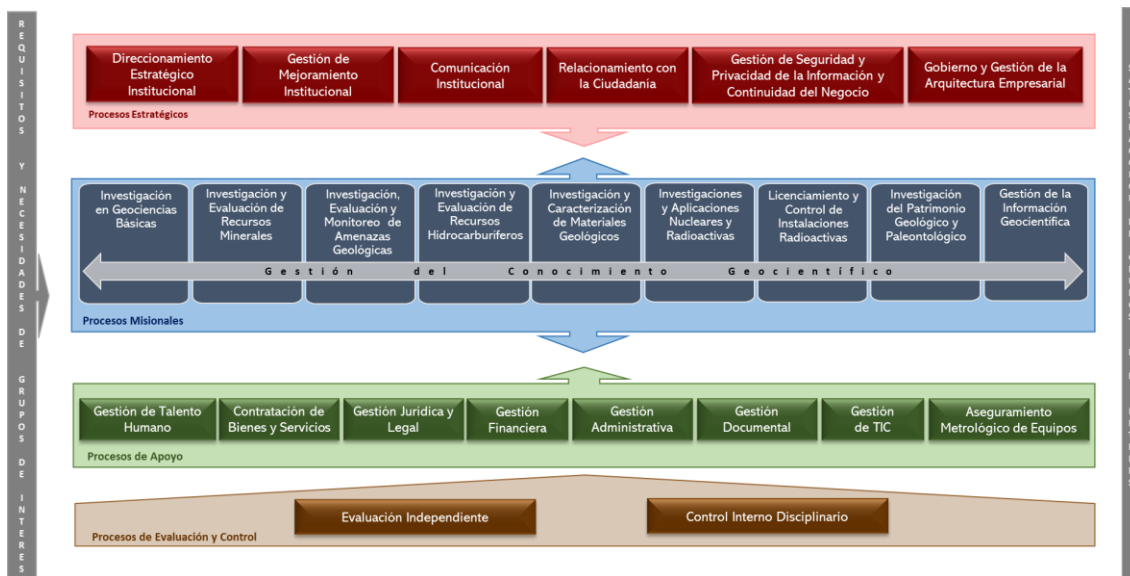 REQUISITOS Y NECESIDADES DE GRUPOS DE INTERES
Direccionamiento
Estratégico
Institucional
Gestión de
Mejoramiento
Institucional
Comunicación
Institucional
Relacionamiento con
la Ciudadanía
Gestión de Seguridad y
Privacidad de la Información y
Continuidad del Negocio
Gobierno y Gestión de la
Arquitectura Empresarial
Procesos Estratégicos
Investigación
en Geociencias
Básicas
Investigación y
Evaluación de
Recursos
Minerales
Investigación,
Evaluación y
Monitoreo de
Amenazas
Geológicas
Investigación y
Evaluación de
Recursos
Hidrocarburíferos
Investigación y
Caracterización
de Materiales
Geológicos
Investigaciones
y Aplicaciones
Nucleares y
Radioactivas
Licenciamiento y
Control de
Instalaciones
Radioactivas
Investigación
del Patrimonio
Geológico y
Paleontológico
Gestión de la
Información
Geocientífica
Gestión del Conocimiento Geocientífico
Procesos Misionales
Gestión de Talento
Humano
Contratación de
Bienes y Servicios
Gestión Jurídica y
Legal
Gestión
Financiera
Gestión
Administrativa
Gestión
Documental
Gestión
de TIC
Aseguramiento
Metrológico de Equipos
Procesos de Apoyo
Evaluación Independiente
Control Interno Disciplinario
Procesos de Evaluación y Control